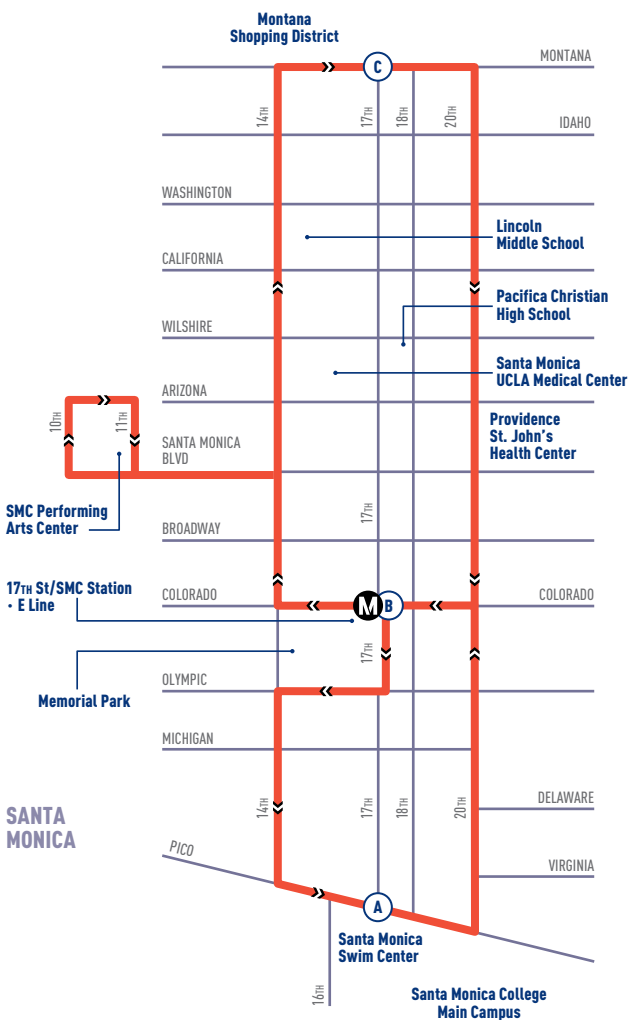 Montana
Shopping District
C
MONTANA
14TH
17TH
18TH
20TH
IDAHO
WASHINGTON
Lincoln
Middle School
CALIFORNIA
Pacifica Christian
High School
WILSHIRE
Santa Monica
UCLA Medical Center
ARIZONA
10TH
11TH
SANTA MONICA
BLVD
Providence
St. John's
Health Center
SMC Performing
Arts Center
17TH
BROADWAY
17TH St/SMC Station
• E Line
COLORADO
M
B
COLORADO
17TH
Memorial Park
OLYMPIC
MICHIGAN
SANTA
MONICA
14TH
17TH
18TH
20TH
DELAWARE
PICO
VIRGINIA
A
Santa Monica
Swim Center
16TH
Santa Monica College
Main Campus